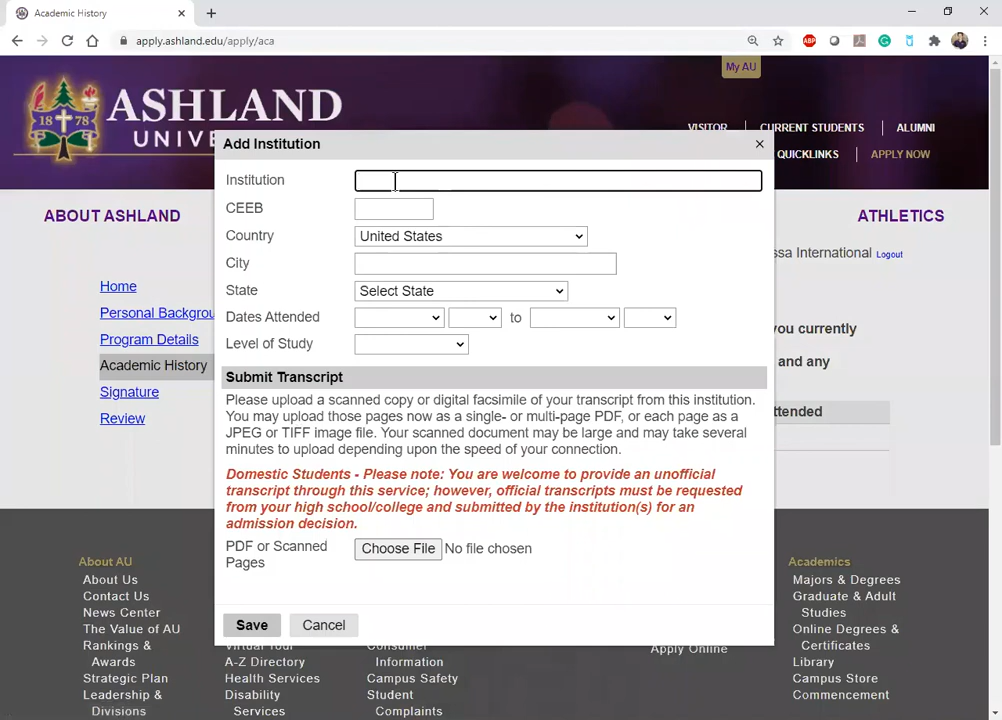 Academic History
apply.ashland.edu/apply/aca
ABP
My AU
ASHLAND
1878
VISITOR
CURRENT STUDENTS
ALUMNI
QUICKLINKS
APPLY NOW
ABOUT ASHLAND
ATHLETICS
ssa International Logout
Home
Personal Backgrou
Program Details
Academic History
Signature
Review
you currently
and any
ttended
Add Institution
Institution
CEEB
Country
United States
City
State
Select State
Dates Attended
to
Level of Study
Submit Transcript
Please upload a scanned copy or digital facsimile of your transcript from this institution.
You may upload those pages now as a single- or multi-page PDF, or each page as a
JPEG or TIFF image file. Your scanned document may be large and may take several
minutes to upload depending upon the speed of your connection.
Domestic Students - Please note: You are welcome to provide an unofficial
transcript through this service; however, official transcripts must be requested
from your high school/college and submitted by the institution(s) for an
admission decision.
PDF or Scanned
Pages
Choose File No file chosen
Save
Cancel
About AU
About Us
Contact Us
News Center
The Value of AU
Rankings &
Awards
Strategic Plan
Leadership &
Divisions
A-Z Directory
Health Services
Disability
Services
Information
Campus Safety
Student
Complaints
Apply Online
Academics
Majors & Degrees
Graduate & Adult
Studies
Online Degrees &
Certificates
Library
Campus Store
Commencement